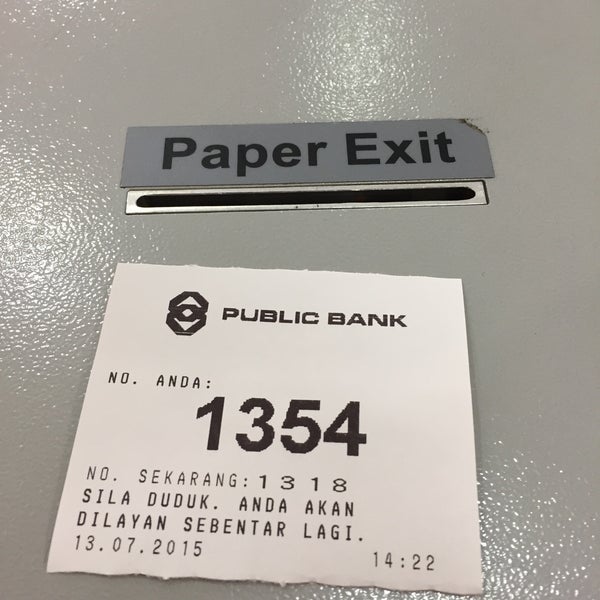 Paper Exit
PUBLIC BANK
NO. ANDA:
1354
NO. SEKARANG: 1318
SILA DUDUK. ANDA AKAN
DILAYAN SEBENTAR LAGI.
13.07.2015 14:22